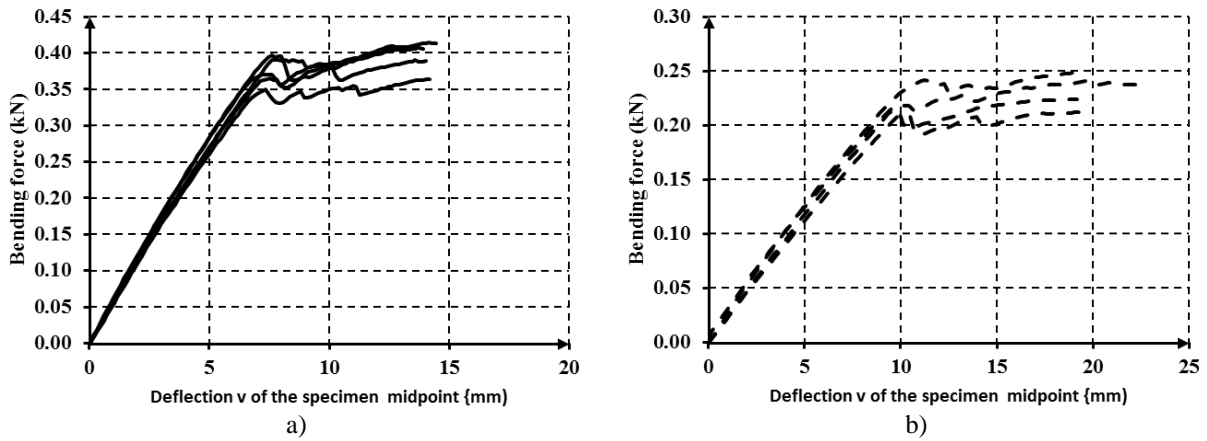 0.45
0.40
0.35
0.30
0.25
0.20
0.15
0.10
0.05
0.00
Bending force (kN)
0 5 10 15 20
Deflection v of the specimen midpoint {mm)
a)
0.30
0.25
0.20
0.15
0.10
0.05
0.00
Bending force (kN)
0 5 10 15 20 25
Deflection v of the specimen midpoint {mm)
b)